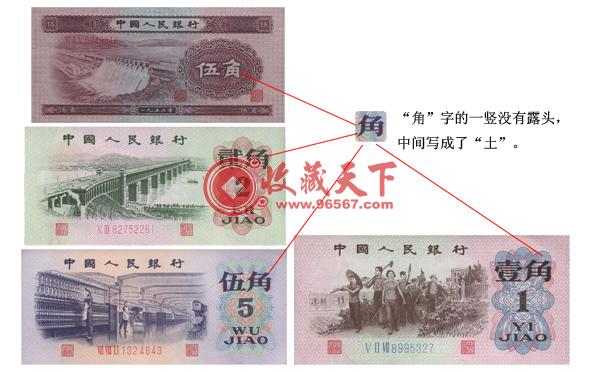 中國人民銀行
伍角
一九五三年
“角”字的一竖没有露头，
中间写成了“土”。
角
中國人民銀行
贰角
2
ER
JIAO
X III 8275226I
收藏天下
www.96567.com
中國人民銀行
伍角
5
WU
JIAO
1324643
中國人民銀行
壹角
1
YI
JIAO
V II VII 8995327